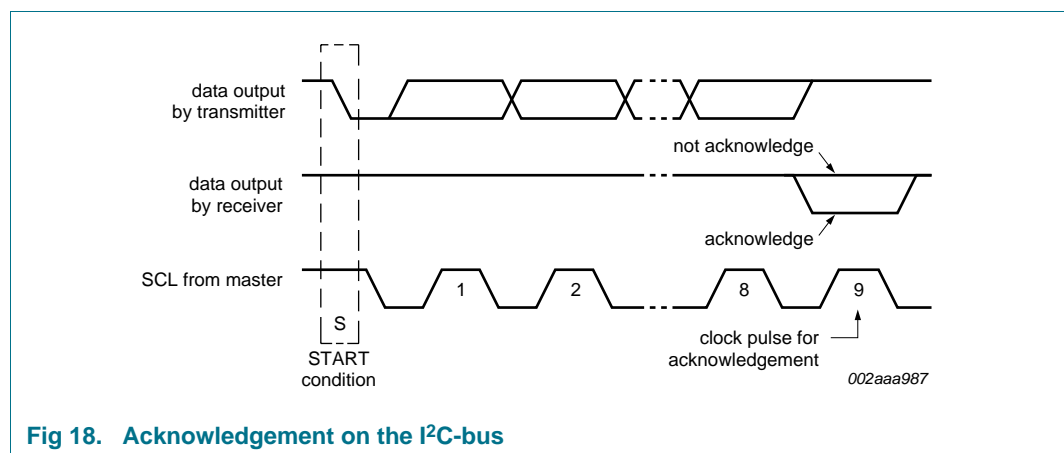 data output
by transmitter
not acknowledge
data output
by receiver
acknowledge
SCL from master
1
2
8
9
S
START
condition
clock pulse for
acknowledgement
002aaa987
Fig 18. Acknowledgement on the I²C-bus